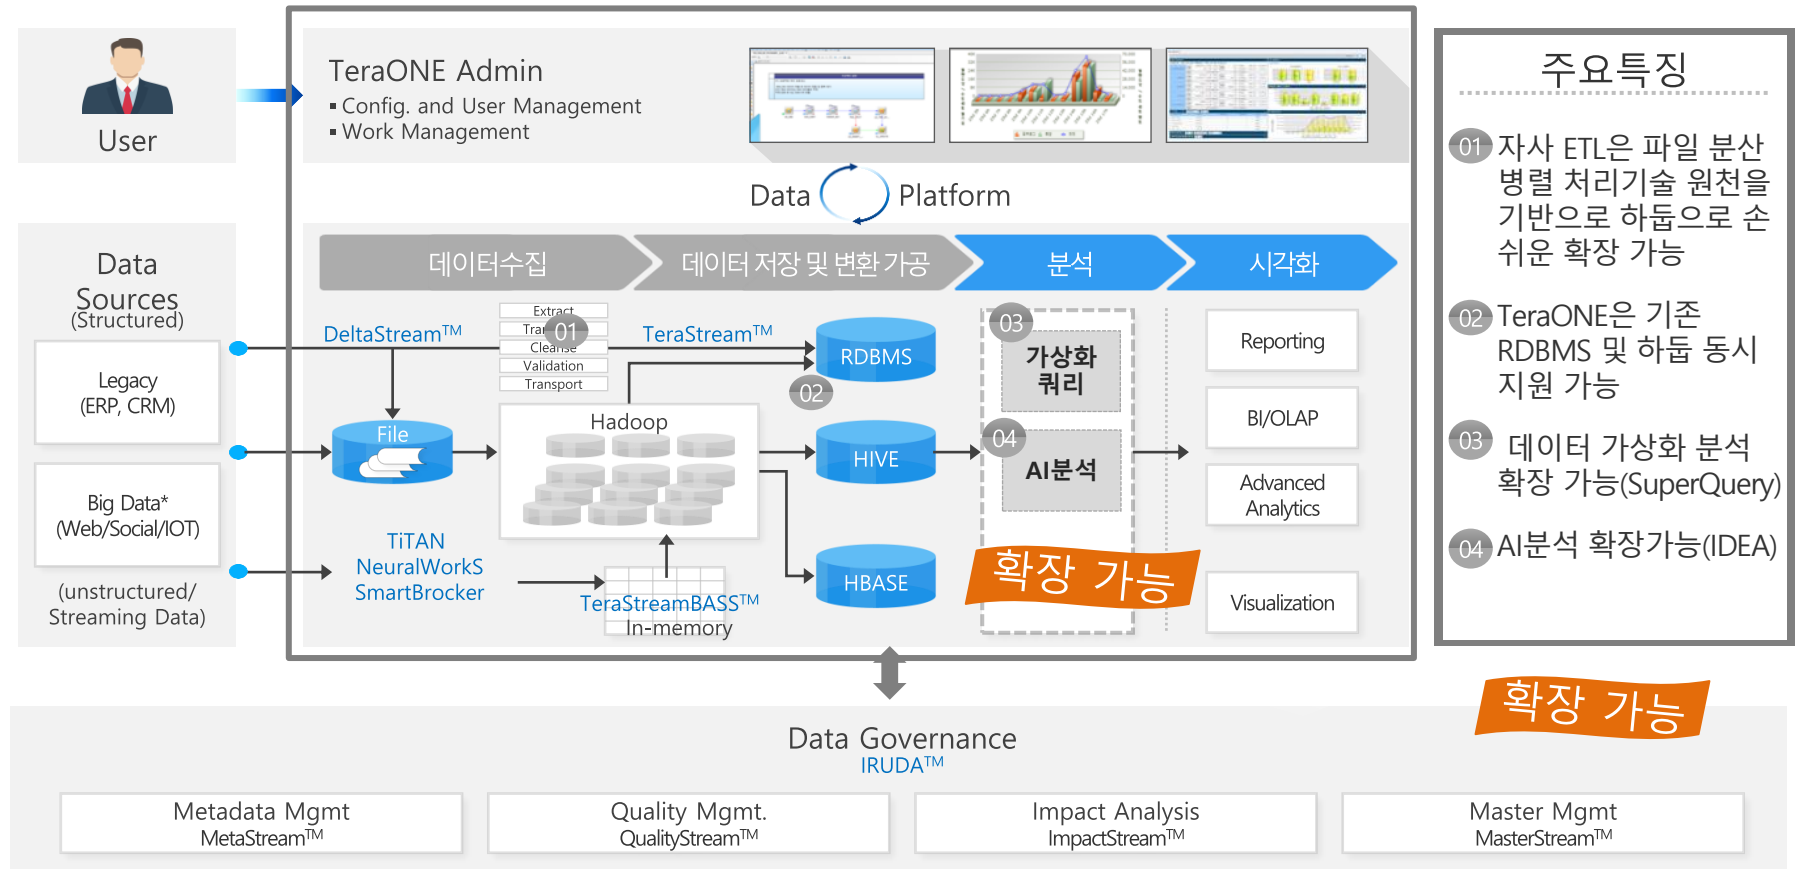 User
TeraONE Admin
▪ Config. and User Management
▪ Work Management
Data Platform
Data
Sources
(Structured)
Legacy
(ERP, CRM)
Big Data*
(Web/Social/IOT)
(unstructured/
Streaming Data)
데이터수집
데이터 저장 및 변환 가공
분석
시각화
DeltaStream™
Extract
01
Cleanse
Validation
Transport
TeraStream™
RDBMS
02
File
Hadoop
HIVE
HBASE
TiTAN
NeuralWorkS
SmartBrocker
TeraStreamBASS™
In-memory
03
가상화
쿼리
04
AI분석
확장 가능
Reporting
BI/OLAP
Advanced
Analytics
Visualization
주요특징
01 자사 ETL은 파일 분산
병렬 처리기술 원천을
기반으로 하둡으로 손
쉬운 확장 가능
02 TeraONE은 기존
RDBMS 및 하둡 동시
지원 가능
03 데이터 가상화 분석
확장 가능(SuperQuery)
04 AI분석 확장가능(IDEA)
확장 가능
Data Governance
IRUDA™
Metadata Mgmt
MetaStream™
Quality Mgmt.
QualityStream™
Impact Analysis
ImpactStream™
Master Mgmt
MasterStream™